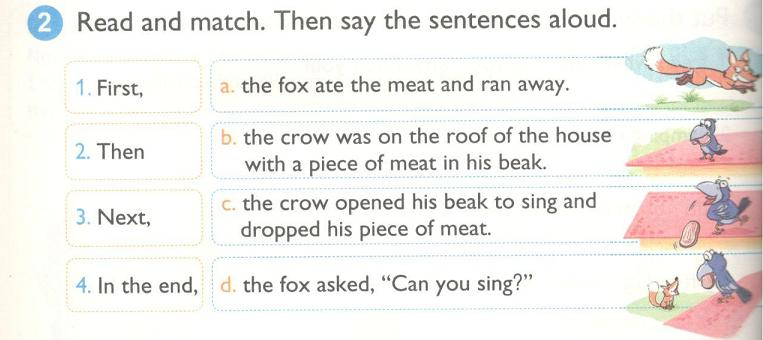 2 Read and match. Then say the sentences aloud.
1. First,
a. the fox ate the meat and ran away.
2. Then
b. the crow was on the roof of the house
with a piece of meat in his beak.
3. Next,
c. the crow opened his beak to sing and
dropped his piece of meat.
4. In the end,
d. the fox asked, “Can you sing?”